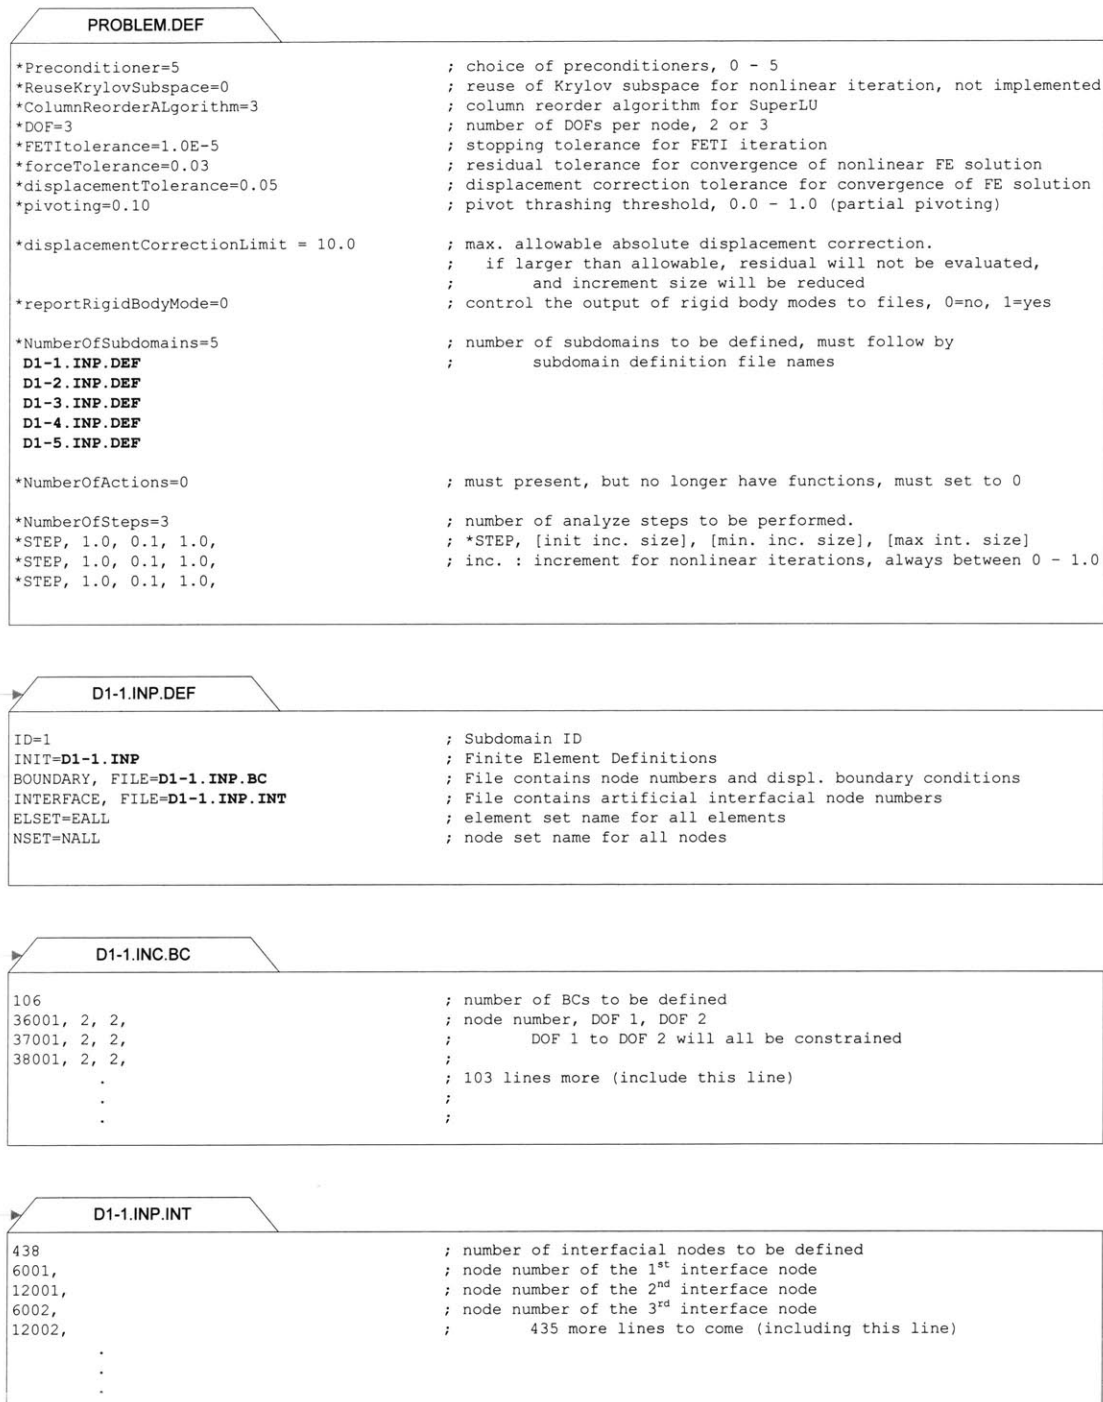 PROBLEM.DEF
*Preconditioner=5 ; choice of preconditioners, 0 - 5
*ReuseKrylovSubspace=0 ; reuse of Krylov subspace for nonlinear iteration, not implemented
*ColumnReorderALgorithm=3 ; column reorder algorithm for SuperLU
*DOF=3 ; number of DOFs per node, 2 or 3
*FETItolerance=1.0E-5 ; stopping tolerance for FETI iteration
*forceTolerance=0.03 ; residual tolerance for convergence of nonlinear FE solution
*displacementTolerance=0.05 ; displacement correction tolerance for convergence of FE solution
*pivoting=0.10 ; pivot thrashing threshold, 0.0 - 1.0 (partial pivoting)
*displacementCorrectionLimit = 10.0 ; max. allowable absolute displacement correction.
; if larger than allowable, residual will not be evaluated,
; and increment size will be reduced
*reportRigidBodyMode=0 ; control the output of rigid body modes to files, 0=no, 1=yes
*NumberOfSubdomains=5 ; number of subdomains to be defined, must follow by
D1-1.INP.DEF ; subdomain definition file names
D1-2.INP.DEF
D1-3.INP.DEF
D1-4.INP.DEF
D1-5.INP.DEF
*NumberOfActions=0 ; must present, but no longer have functions, must set to 0
*NumberOfSteps=3 ; number of analyze steps to be performed.
*STEP, 1.0, 0.1, 1.0, ; *STEP, [init inc. size], [min. inc. size], [max int. size]
*STEP, 1.0, 0.1, 1.0, ; inc. : increment for nonlinear iterations, always between 0 - 1.0
*STEP, 1.0, 0.1, 1.0,
D1-1.INP.DEF
ID=1 ; Subdomain ID
INIT=D1-1.INP ; Finite Element Definitions
BOUNDARY, FILE=D1-1.INP.BC ; File contains node numbers and displ. boundary conditions
INTERFACE, FILE=D1-1.INP.INT ; File contains artificial interfacial node numbers
ELSET=EALL ; element set name for all elements
NSET=NALL ; node set name for all nodes
D1-1.INC.BC
106 ; number of BCs to be defined
36001, 2, 2, ; node number, DOF 1, DOF 2
37001, 2, 2, ; DOF 1 to DOF 2 will all be constrained
38001, 2, 2, ;
. ; 103 lines more (include this line)
. ;
. ;
D1-1.INP.INT
438 ; number of interfacial nodes to be defined
6001, ; node number of the 1st interface node
12001, ; node number of the 2nd interface node
6002, ; node number of the 3rd interface node
12002, ; 435 more lines to come (including this line)
.
.
.